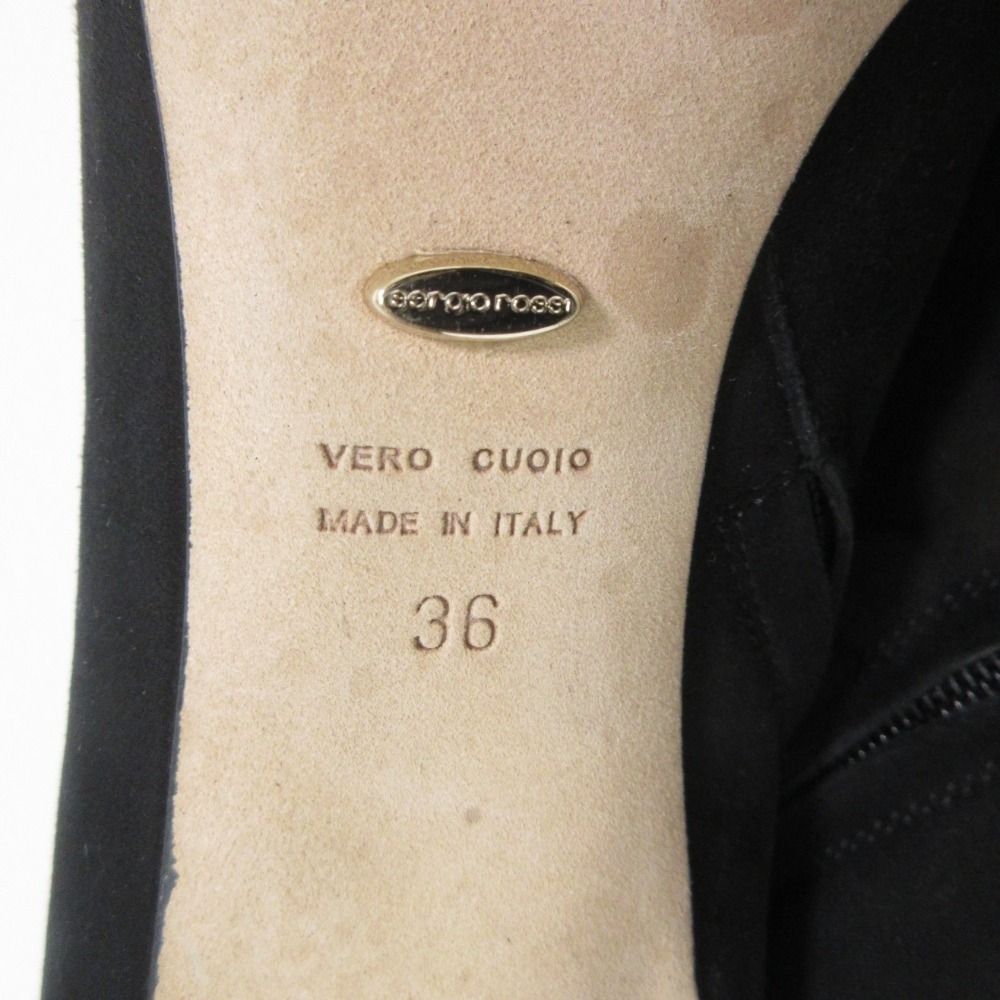 sergio rossi
VERO CUOIO
MADE IN ITALY
36